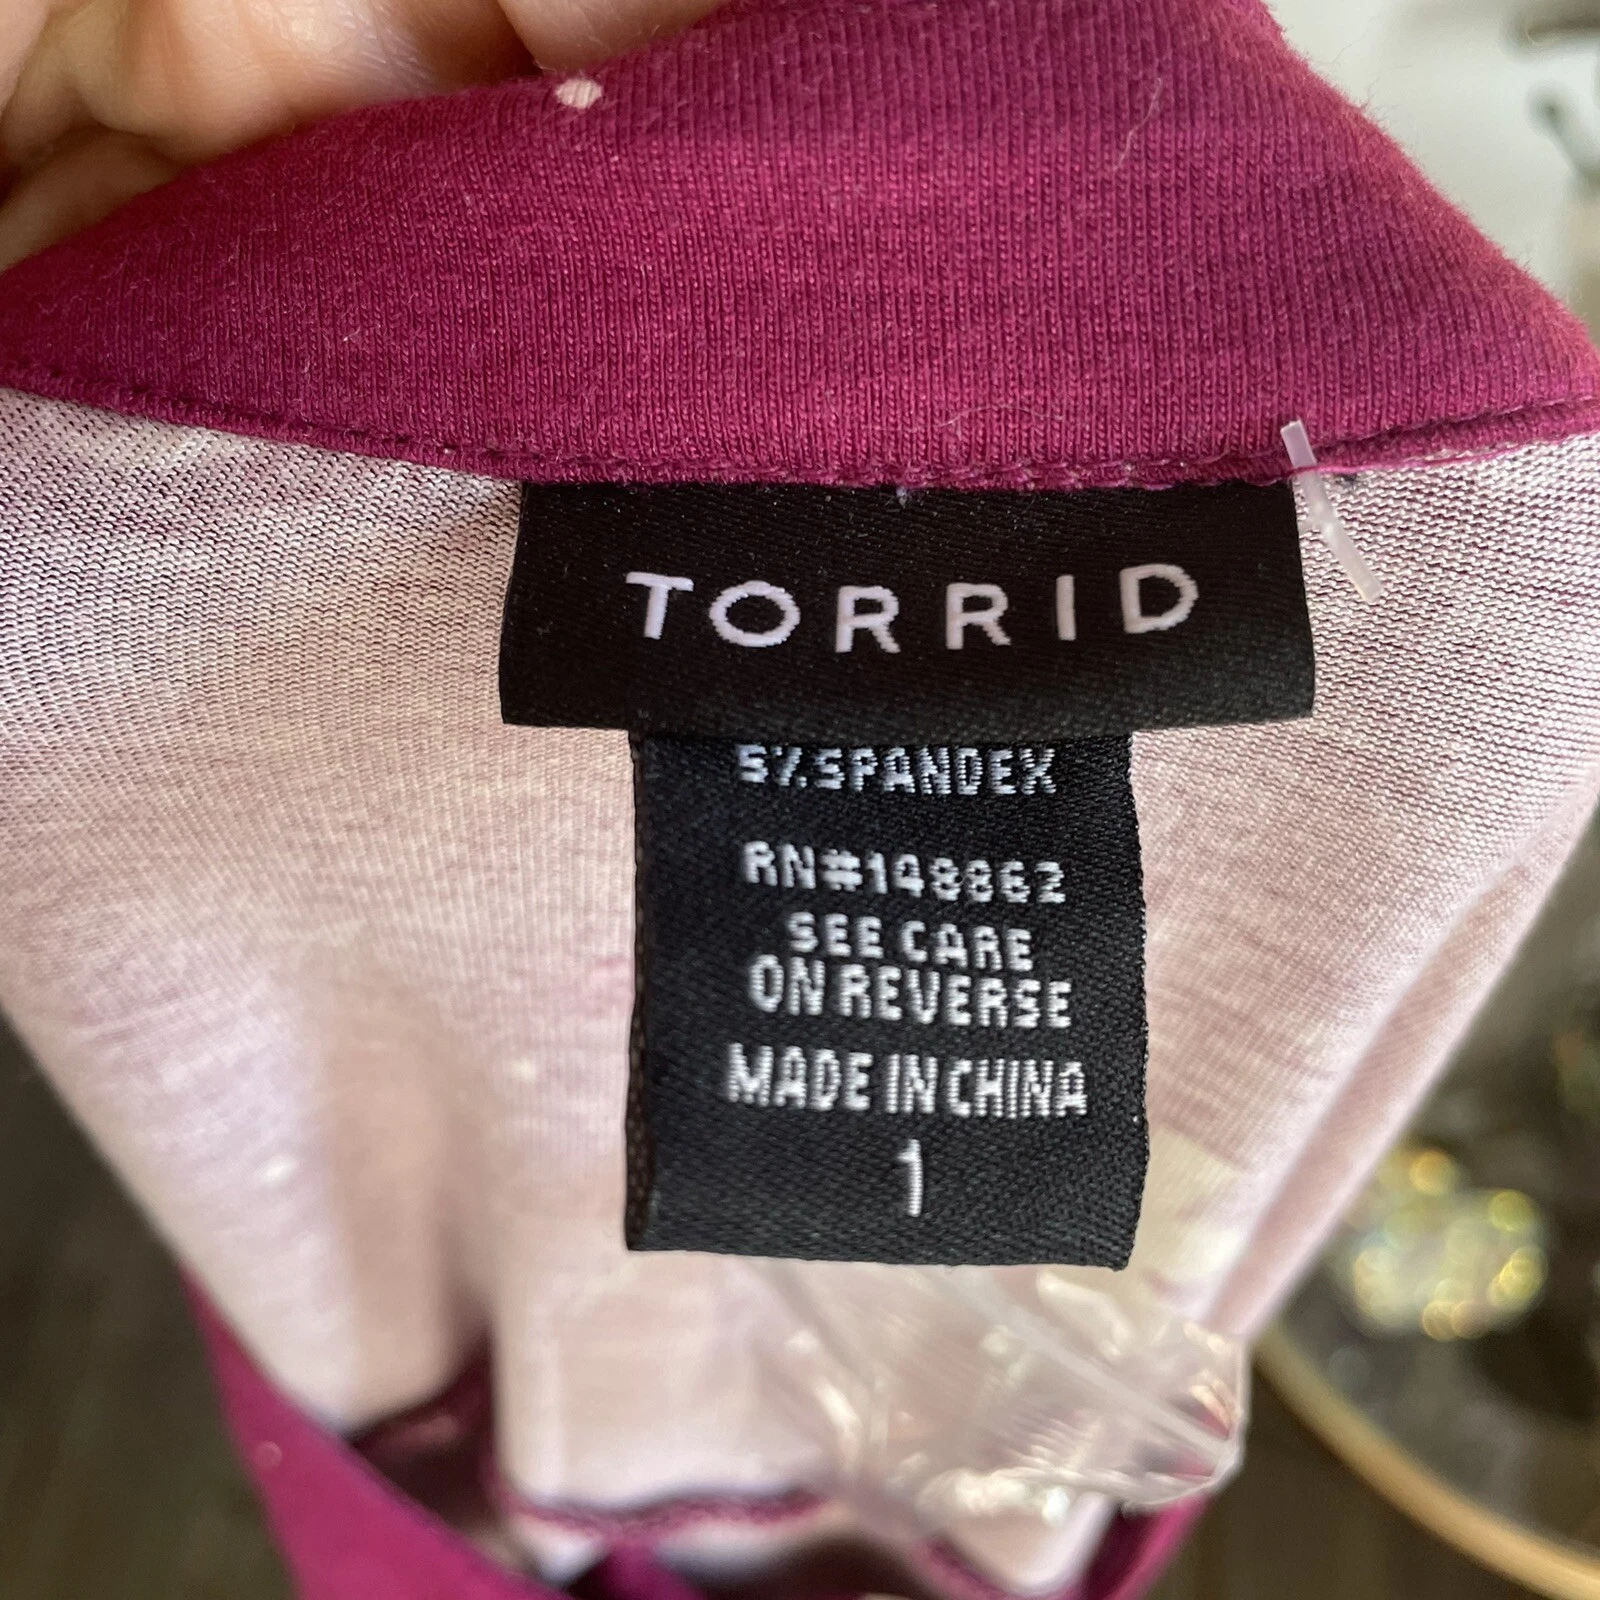 TORRID
5% SPANDEX
RN#148862
SEE CARE
ON REVERSE
MADE IN CHINA
1